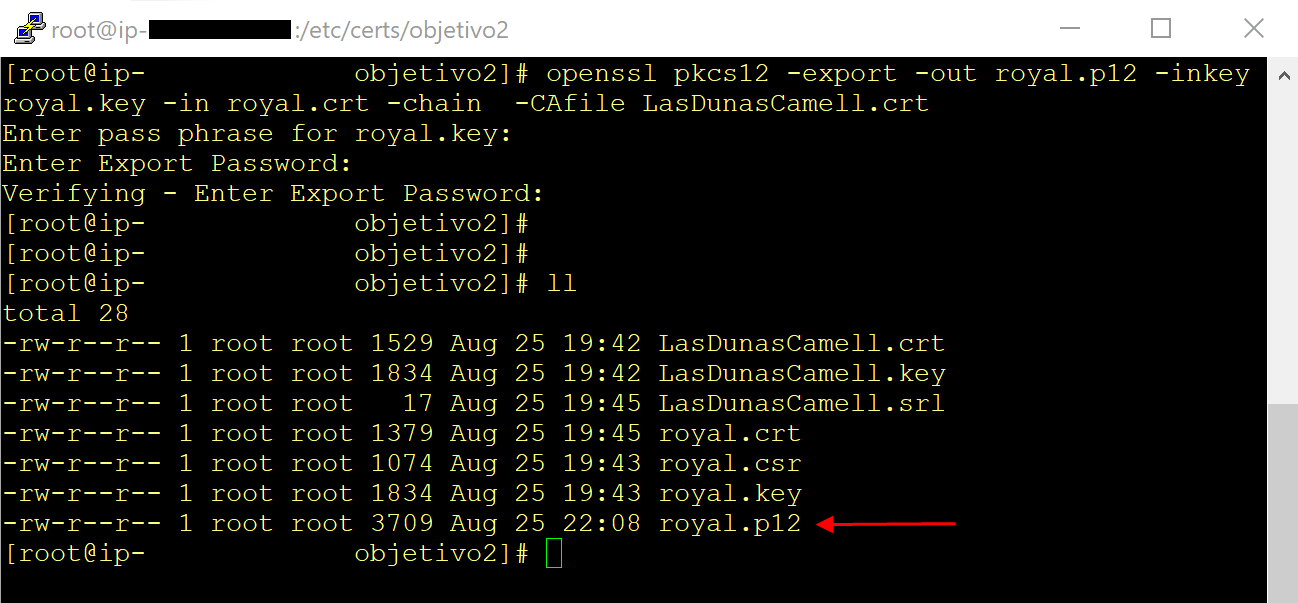 root@ip- :/etc/certs/objetivo2
[root@ip- objetivo2]# openssl pkcs12 -export -out royal.p12 -inkey
royal.key -in royal.crt -chain  -CAfile LasDunasCamell.crt
Enter pass phrase for royal.key:
Enter Export Password:
Verifying - Enter Export Password:
[root@ip- objetivo2]#
[root@ip- objetivo2]#
[root@ip- objetivo2]# ll
total 28
-rw-r--r-- 1 root root 1529 Aug 25 19:42 LasDunasCamell.crt
-rw-r--r-- 1 root root 1834 Aug 25 19:42 LasDunasCamell.key
-rw-r--r-- 1 root root   17 Aug 25 19:45 LasDunasCamell.srl
-rw-r--r-- 1 root root 1379 Aug 25 19:45 royal.crt
-rw-r--r-- 1 root root 1074 Aug 25 19:43 royal.csr
-rw-r--r-- 1 root root 1834 Aug 25 19:43 royal.key
-rw-r--r-- 1 root root 3709 Aug 25 22:08 royal.p12
[root@ip- objetivo2]#